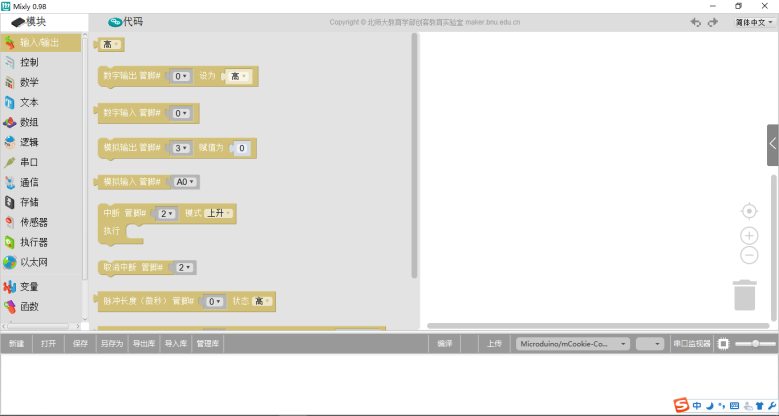 Mixly 0.98
模块
代码
Copyright © 北师大教育学部创客教育实验室 maker.bnu.edu.cn
简体中文
输入/输出
控制
数学
文本
数组
逻辑
串口
通信
存储
传感器
执行器
以太网
变量
函数
高
数字输出 管脚# 0 设为 高
数字输入 管脚# 0
模拟输出 管脚# 3 赋值为 0
模拟输入 管脚# A0
中断 管脚# 2 模式 上升
执行
取消中断 管脚# 2
脉冲长度（微秒） 管脚# 0 状态 高
新建 打开 保存 另存为 导出库 导入库 管理库 编译 上传 Microduino/mCookie-Co... 串口监视器
中